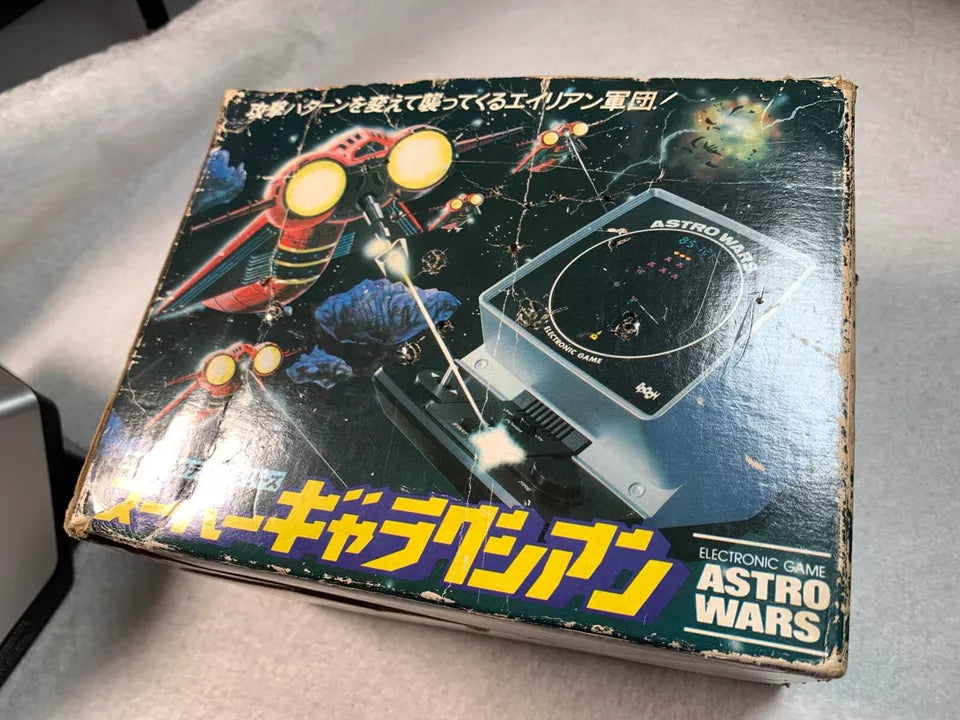 攻撃パターンを変えて襲ってくるエイリアン軍団!
ASTRO WARS
ELECTRONIC GAME
スーパーギャラクシアン
ELECTRONIC GAME
ASTRO
WARS